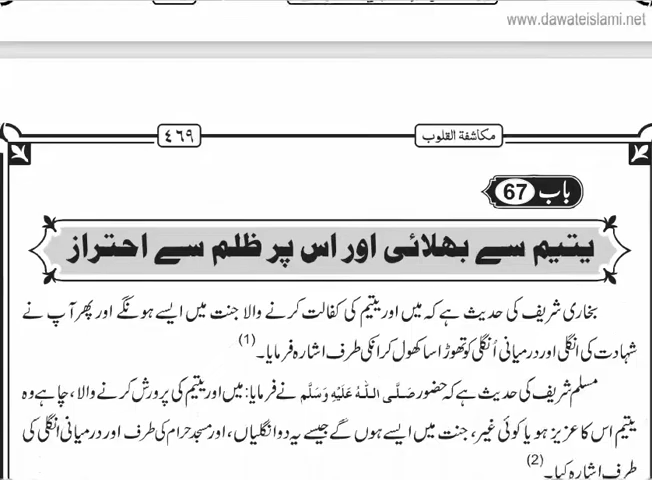 www.dawateislami.net
مکاشفۃ القلوب
٤٦٩
باب 67
یتیم سے بھلائی اور اس پر ظلم سے احتراز
بخاری شریف کی حدیث ہے کہ میں اور یتیم کی کفالت کرنے والا جنت میں ایسے ہونگے اور پھر آپ نے
شہادت کی انگلی اور درمیانی اُنگلی کو تھوڑا سا کھول کر انکی طرف اشارہ فرمایا۔ (1)
مسلم شریف کی حدیث ہے کہ حضور صَلَّی اللّٰہُ عَلَیْہِ وَسَلَّم نے فرمایا: میں اور یتیم کی پرورش کرنے والا، چاہے وہ
یتیم اس کا عزیز ہو یا کوئی غیر، جنت میں ایسے ہوں گے جیسے یہ دو انگلیاں، اور مسجد حرام کی طرف اور درمیانی انگلی کی
طرف اشارہ کیا۔ (2)